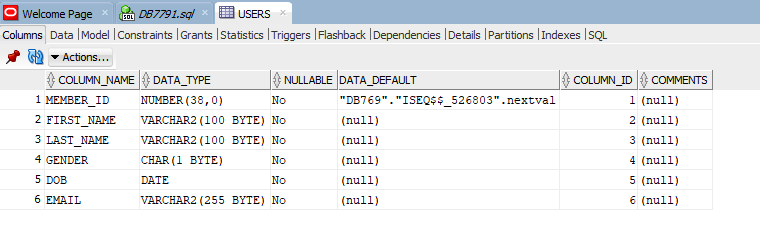 Welcome Page × DB7791.sql × USERS ×
Columns Data Model Constraints Grants Statistics Triggers Flashback Dependencies Details Partitions Indexes SQL
Actions...
COLUMN_NAME DATA_TYPE NULLABLE DATA_DEFAULT COLUMN_ID COMMENTS
1 MEMBER_ID NUMBER(38,0) No "DB769"."ISEQ$$_526803".nextval 1 (null)
2 FIRST_NAME VARCHAR2(100 BYTE) No (null) 2 (null)
3 LAST_NAME VARCHAR2(100 BYTE) No (null) 3 (null)
4 GENDER CHAR(1 BYTE) No (null) 4 (null)
5 DOB DATE No (null) 5 (null)
6 EMAIL VARCHAR2(255 BYTE) No (null) 6 (null)